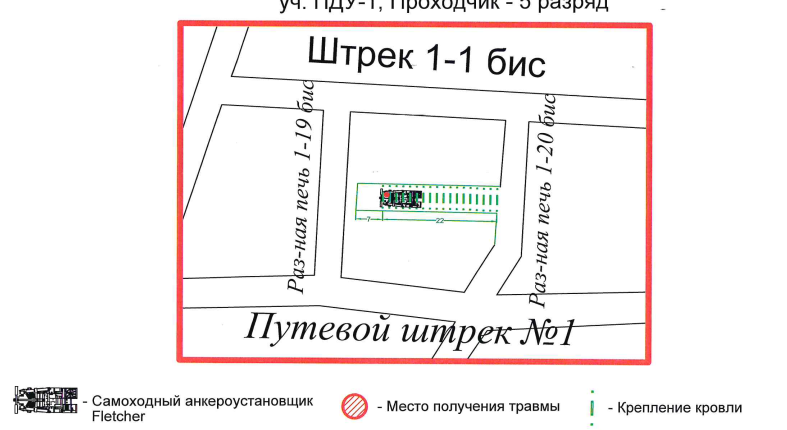 уч. ПДУ-1, Проходчик - 5 разряд
Штрек 1-1 бис
Раз-ная печь 1-19 бис
Раз-ная печь 1-20 бис
7
22
Путевой штрек №1
- Самоходный анкероустановщик
Fletcher
- Место получения травмы
- Крепление кровли